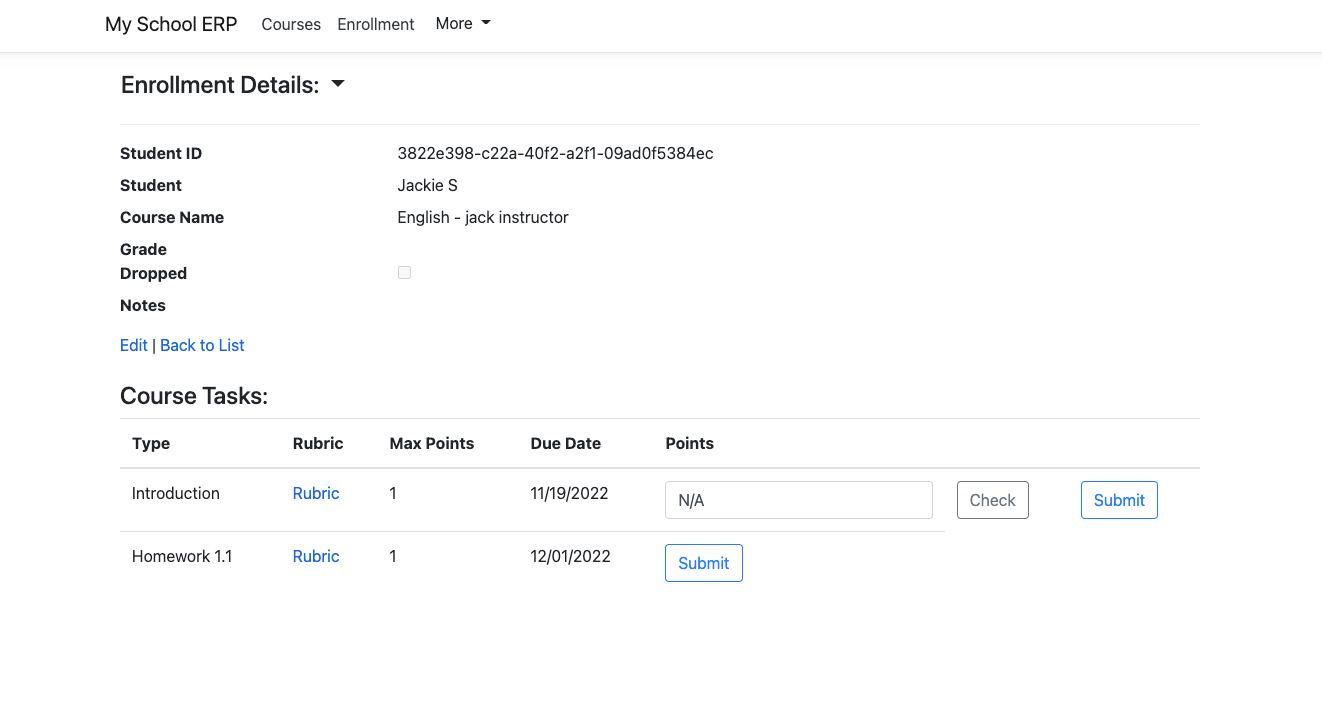 My School ERP Courses Enrollment More
Enrollment Details:
Student ID 3822e398-c22a-40f2-a2f1-09ad0f5384ec
Student Jackie S
Course Name English - jack instructor
Grade
Dropped
Notes
Edit | Back to List
Course Tasks:
Type Rubric Max Points Due Date Points
Introduction Rubric 1 11/19/2022 N/A Check Submit
Homework 1.1 Rubric 1 12/01/2022 Submit